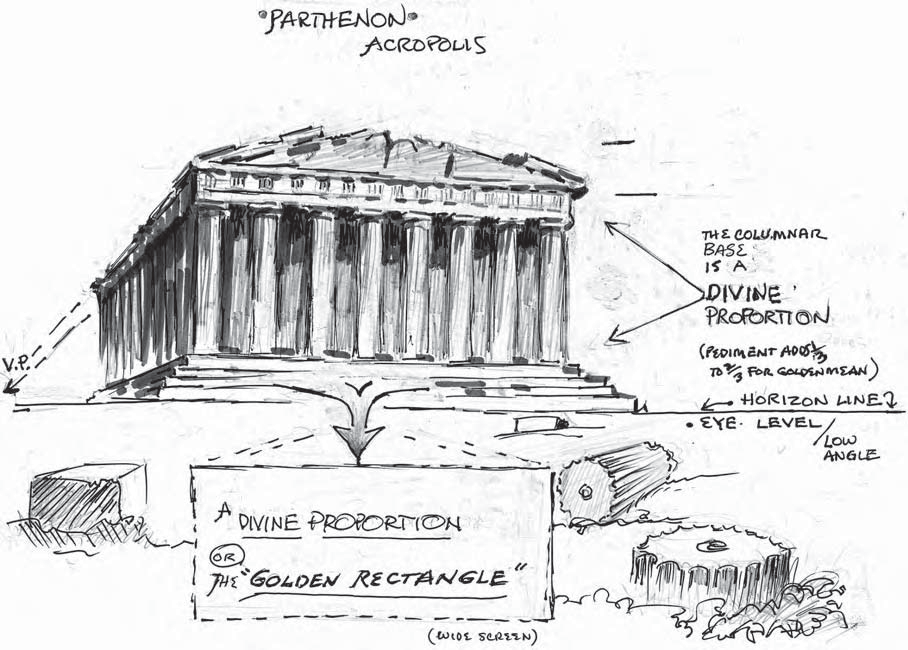 "PARTHENON"
ACROPOLIS
THE COLUMNAR
BASE
IS A
DIVINE
PROPORTION
(PEDIMENT ADDS 1/3
TO 2/3 FOR GOLDENMEAN)
V.P.
HORIZON LINE
• EYE LEVEL /
LOW
ANGLE
A DIVINE PROPORTION
OR
THE "GOLDEN RECTANGLE"
(WIDE SCREEN)